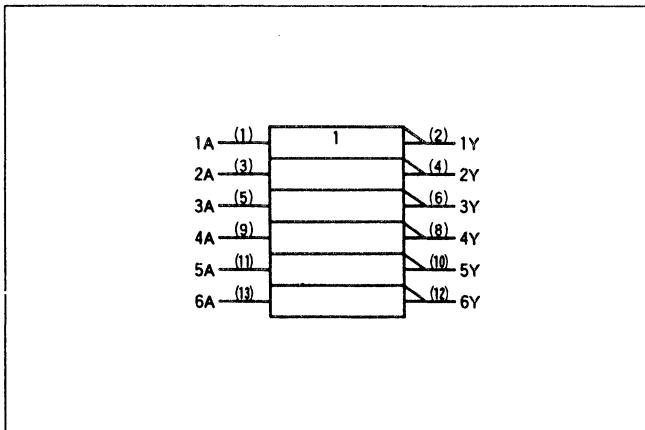 1A (1) 1 (2) 1Y
2A (3) (4) 2Y
3A (5) (6) 3Y
4A (9) (8) 4Y
5A (11) (10) 5Y
6A (13) (12) 6Y